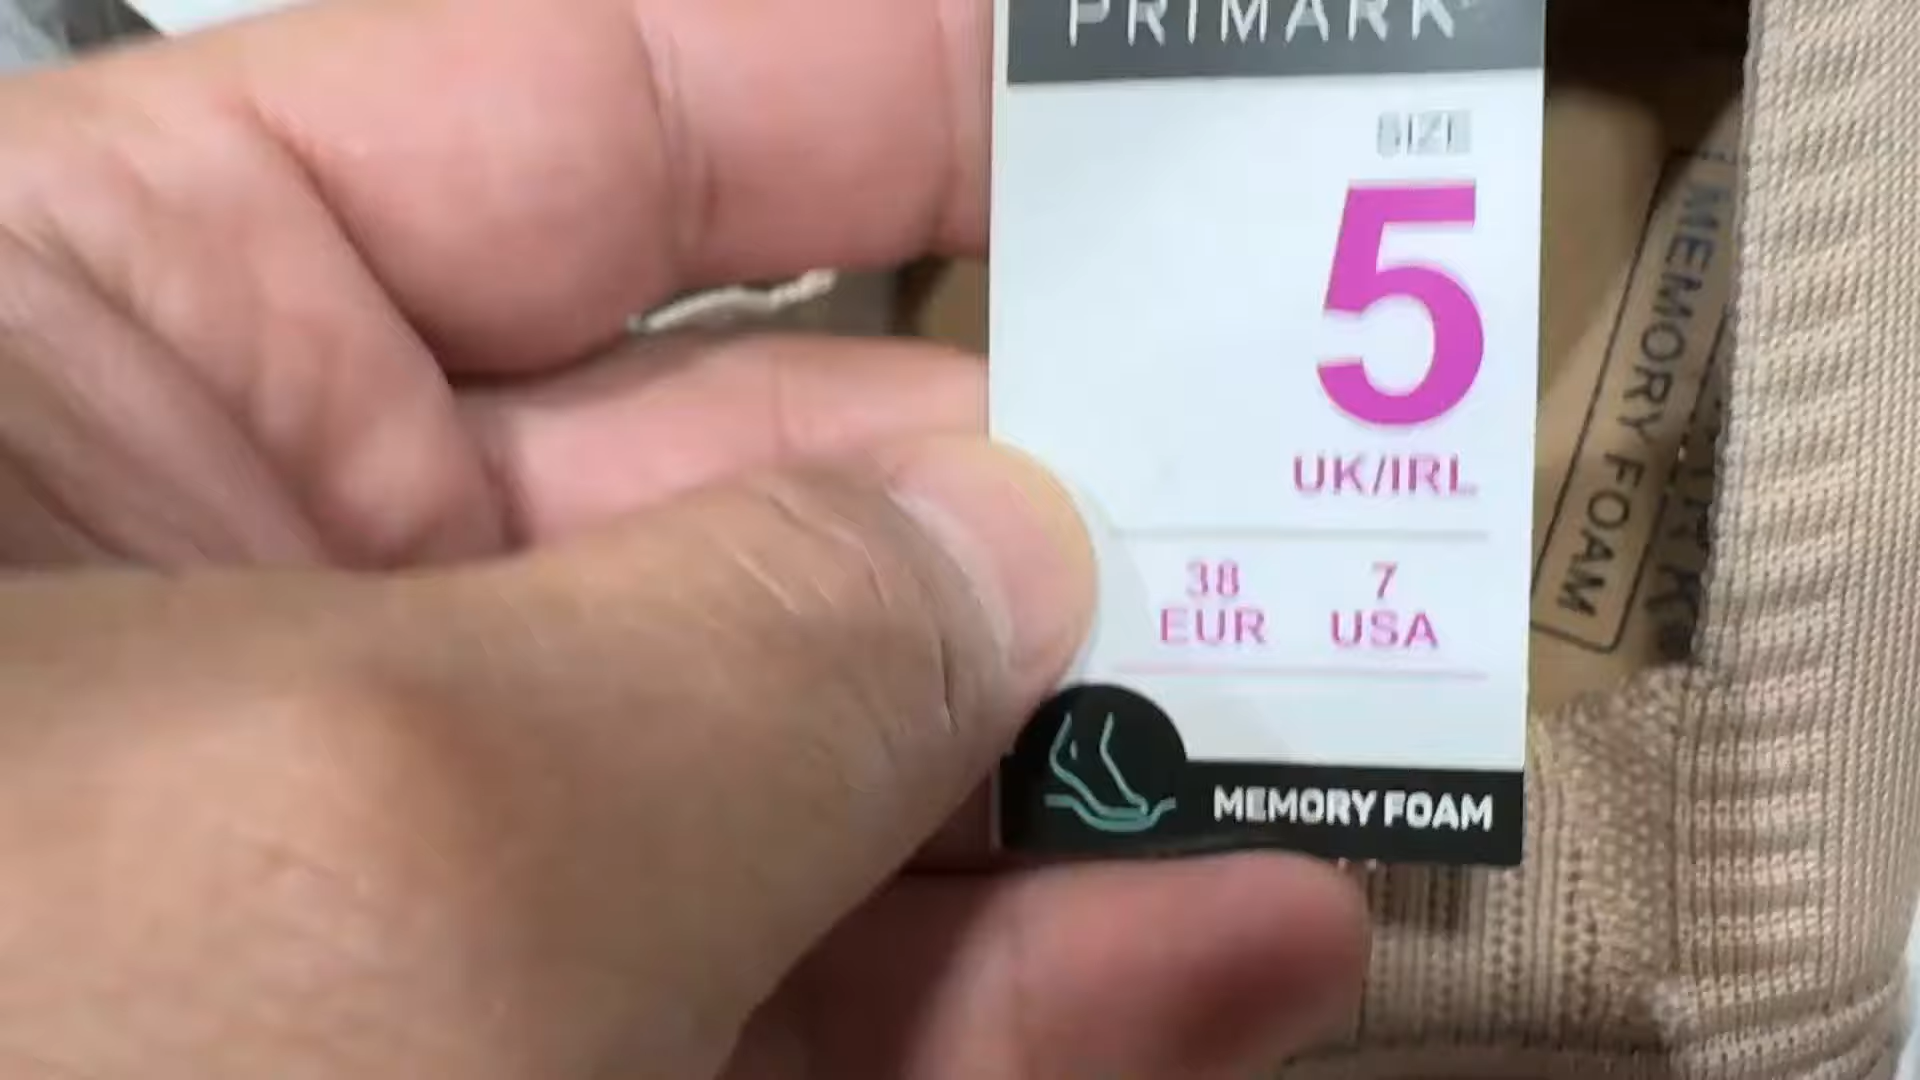 PRIMARK
SIZE
5
UK/IRL
38 7
EUR USA
MEMORY FOAM
MEMORY FOAM